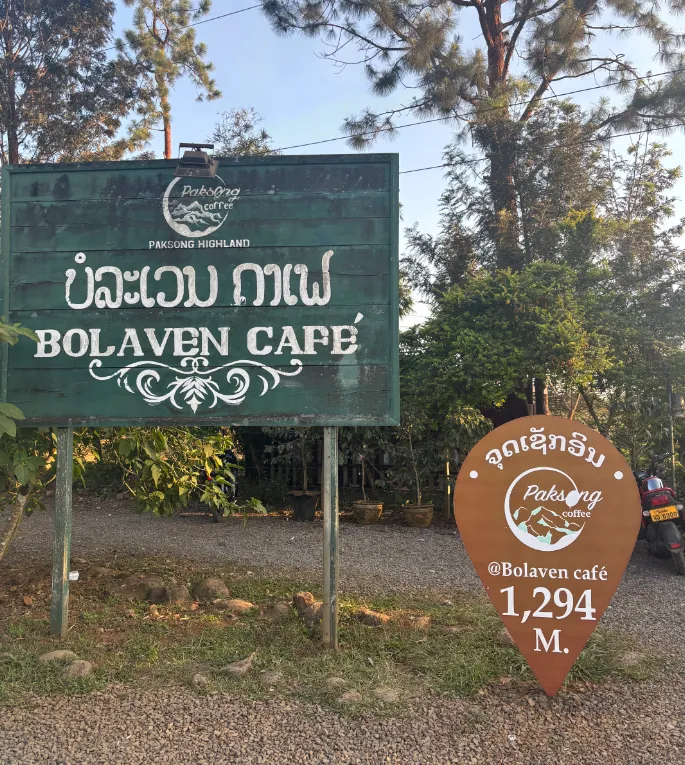 Paksong
coffee
PAKSONG HIGHLAND
ບໍລະເວນ ກາເຟ
BOLAVEN CAFÉ
ຈຸດເຊັກອິນ
Paksong
coffee
@Bolaven café
1,294
M.